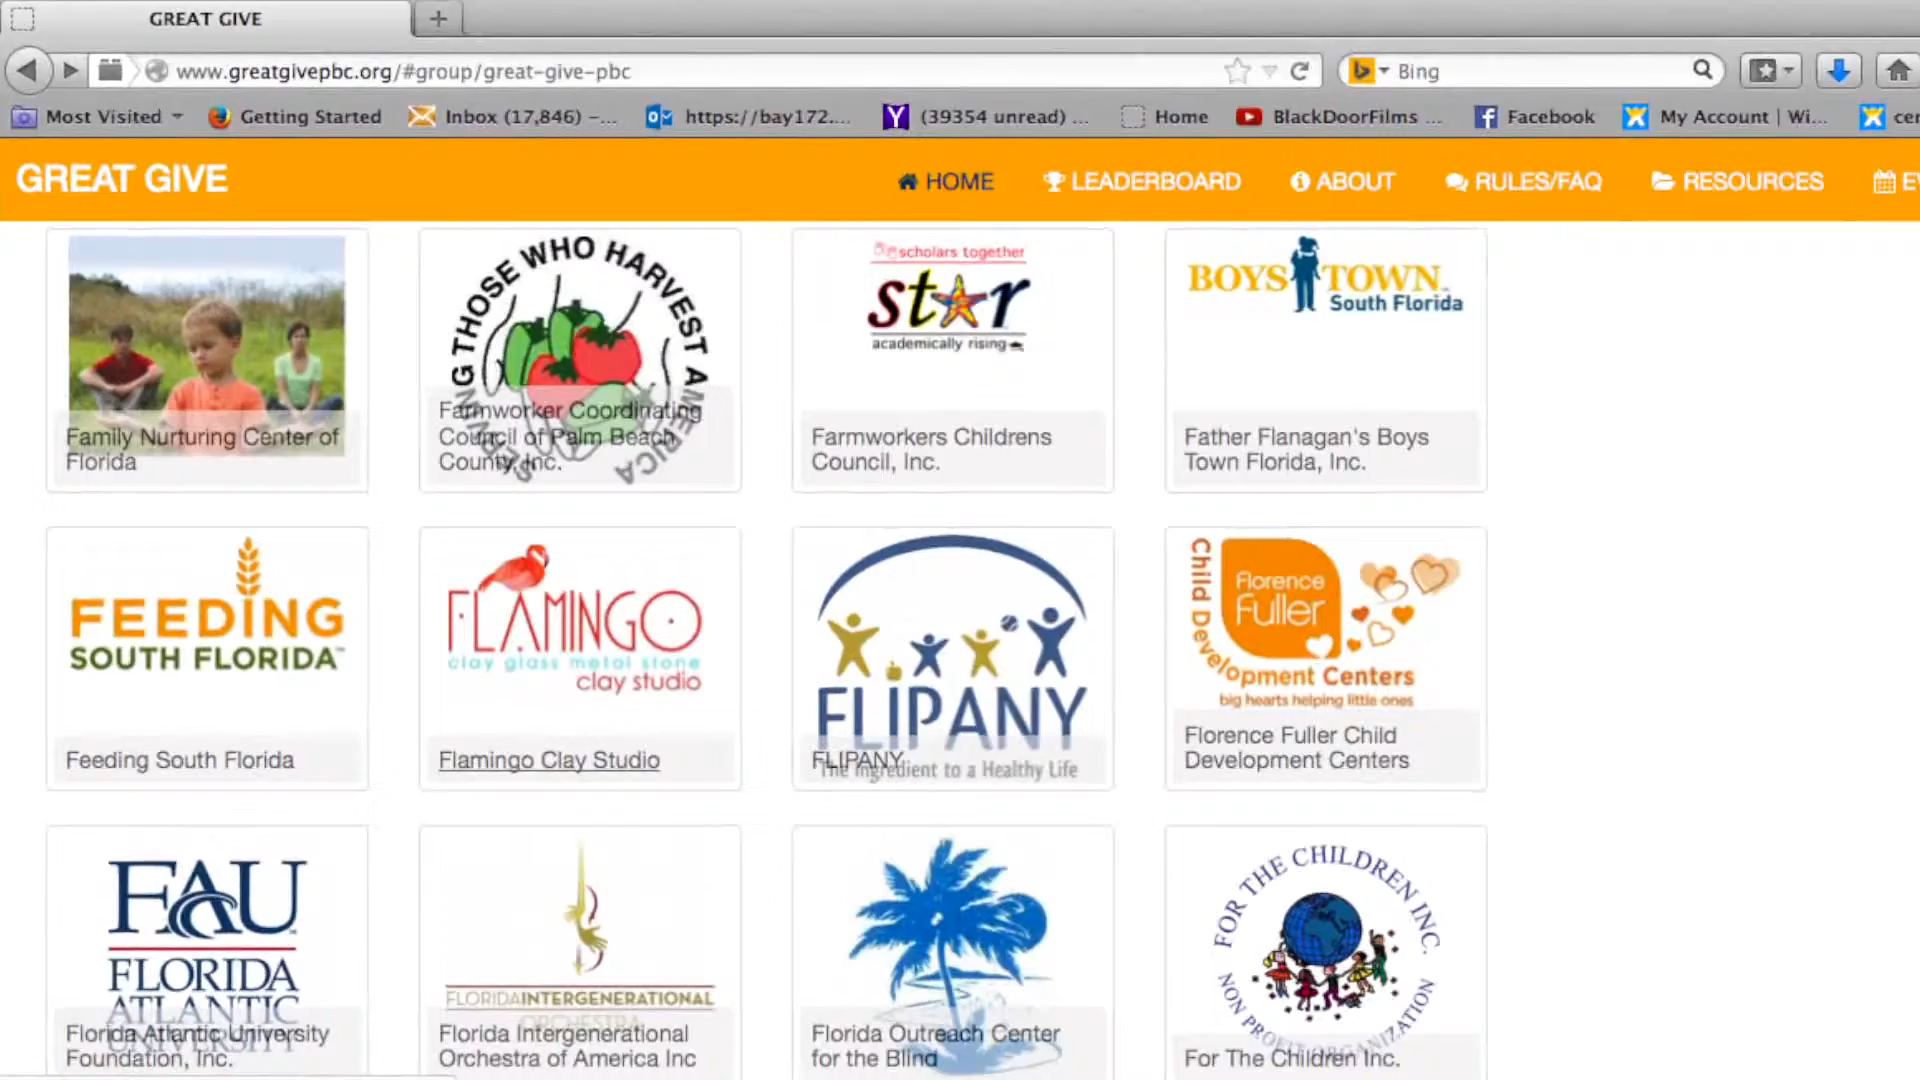 GREAT GIVE
www.greatgivepbc.org/#group/great-give-pbc
Bing
Most Visited
Getting Started
Inbox (17,846) –...
https://bay172....
(39354 unread) ...
Home
BlackDoorFilms ...
Facebook
My Account | Wi...
cer
GREAT GIVE
HOME
LEADERBOARD
ABOUT
RULES/FAQ
RESOURCES
Family Nurturing Center of
Florida
SERVING THOSE WHO HARVEST AMERICA
Farmworker Coordinating
Council of Palm Beach
County, Inc.
scholars together
star
academically rising
Farmworkers Childrens
Council, Inc.
BOYS TOWN
South Florida
Father Flanagan's Boys
Town Florida, Inc.
FEEDING
SOUTH FLORIDA™
Feeding South Florida
FLAMINGO
clay glass metal stone
clay studio
Flamingo Clay Studio
FLIPANY
The Ingredient to a Healthy Life
FLIPANY
Florence
Fuller
Child Development Centers
big hearts helping little ones
Florence Fuller Child
Development Centers
FAU
FLORIDA
ATLANTIC
UNIVERSITY
Florida Atlantic University
Foundation, Inc.
FLORIDAINTERGENERATIONAL
ORCHESTRA
Florida Intergenerational
Orchestra of America Inc
Florida Outreach Center
for the Blind
FOR THE CHILDREN INC.
NON PROFIT ORGANIZATION
For The Children Inc.